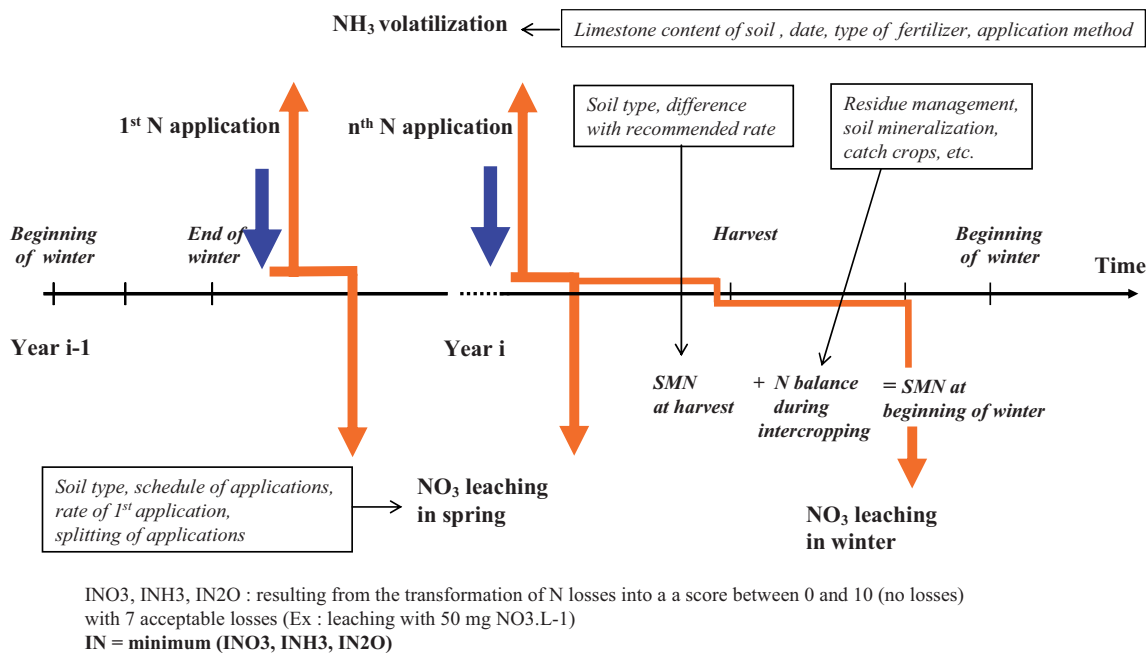 NH3 volatilization
Limestone content of soil , date, type of fertilizer, application method
1st N application
nth N application
Soil type, difference
with recommended rate
Residue management,
soil mineralization,
catch crops, etc.
Beginning
of winter
End of
winter
Harvest
Beginning
of winter
Time
Year i-1
Year i
SMN
at harvest
+ N balance
during
intercropping
= SMN at
beginning of winter
Soil type, schedule of applications,
rate of 1st application,
splitting of applications
NO3 leaching
in spring
NO3 leaching
in winter
INO3, INH3, IN2O : resulting from the transformation of N losses into a a score between 0 and 10 (no losses)
with 7 acceptable losses (Ex : leaching with 50 mg NO3.L-1)
IN = minimum (INO3, INH3, IN2O)